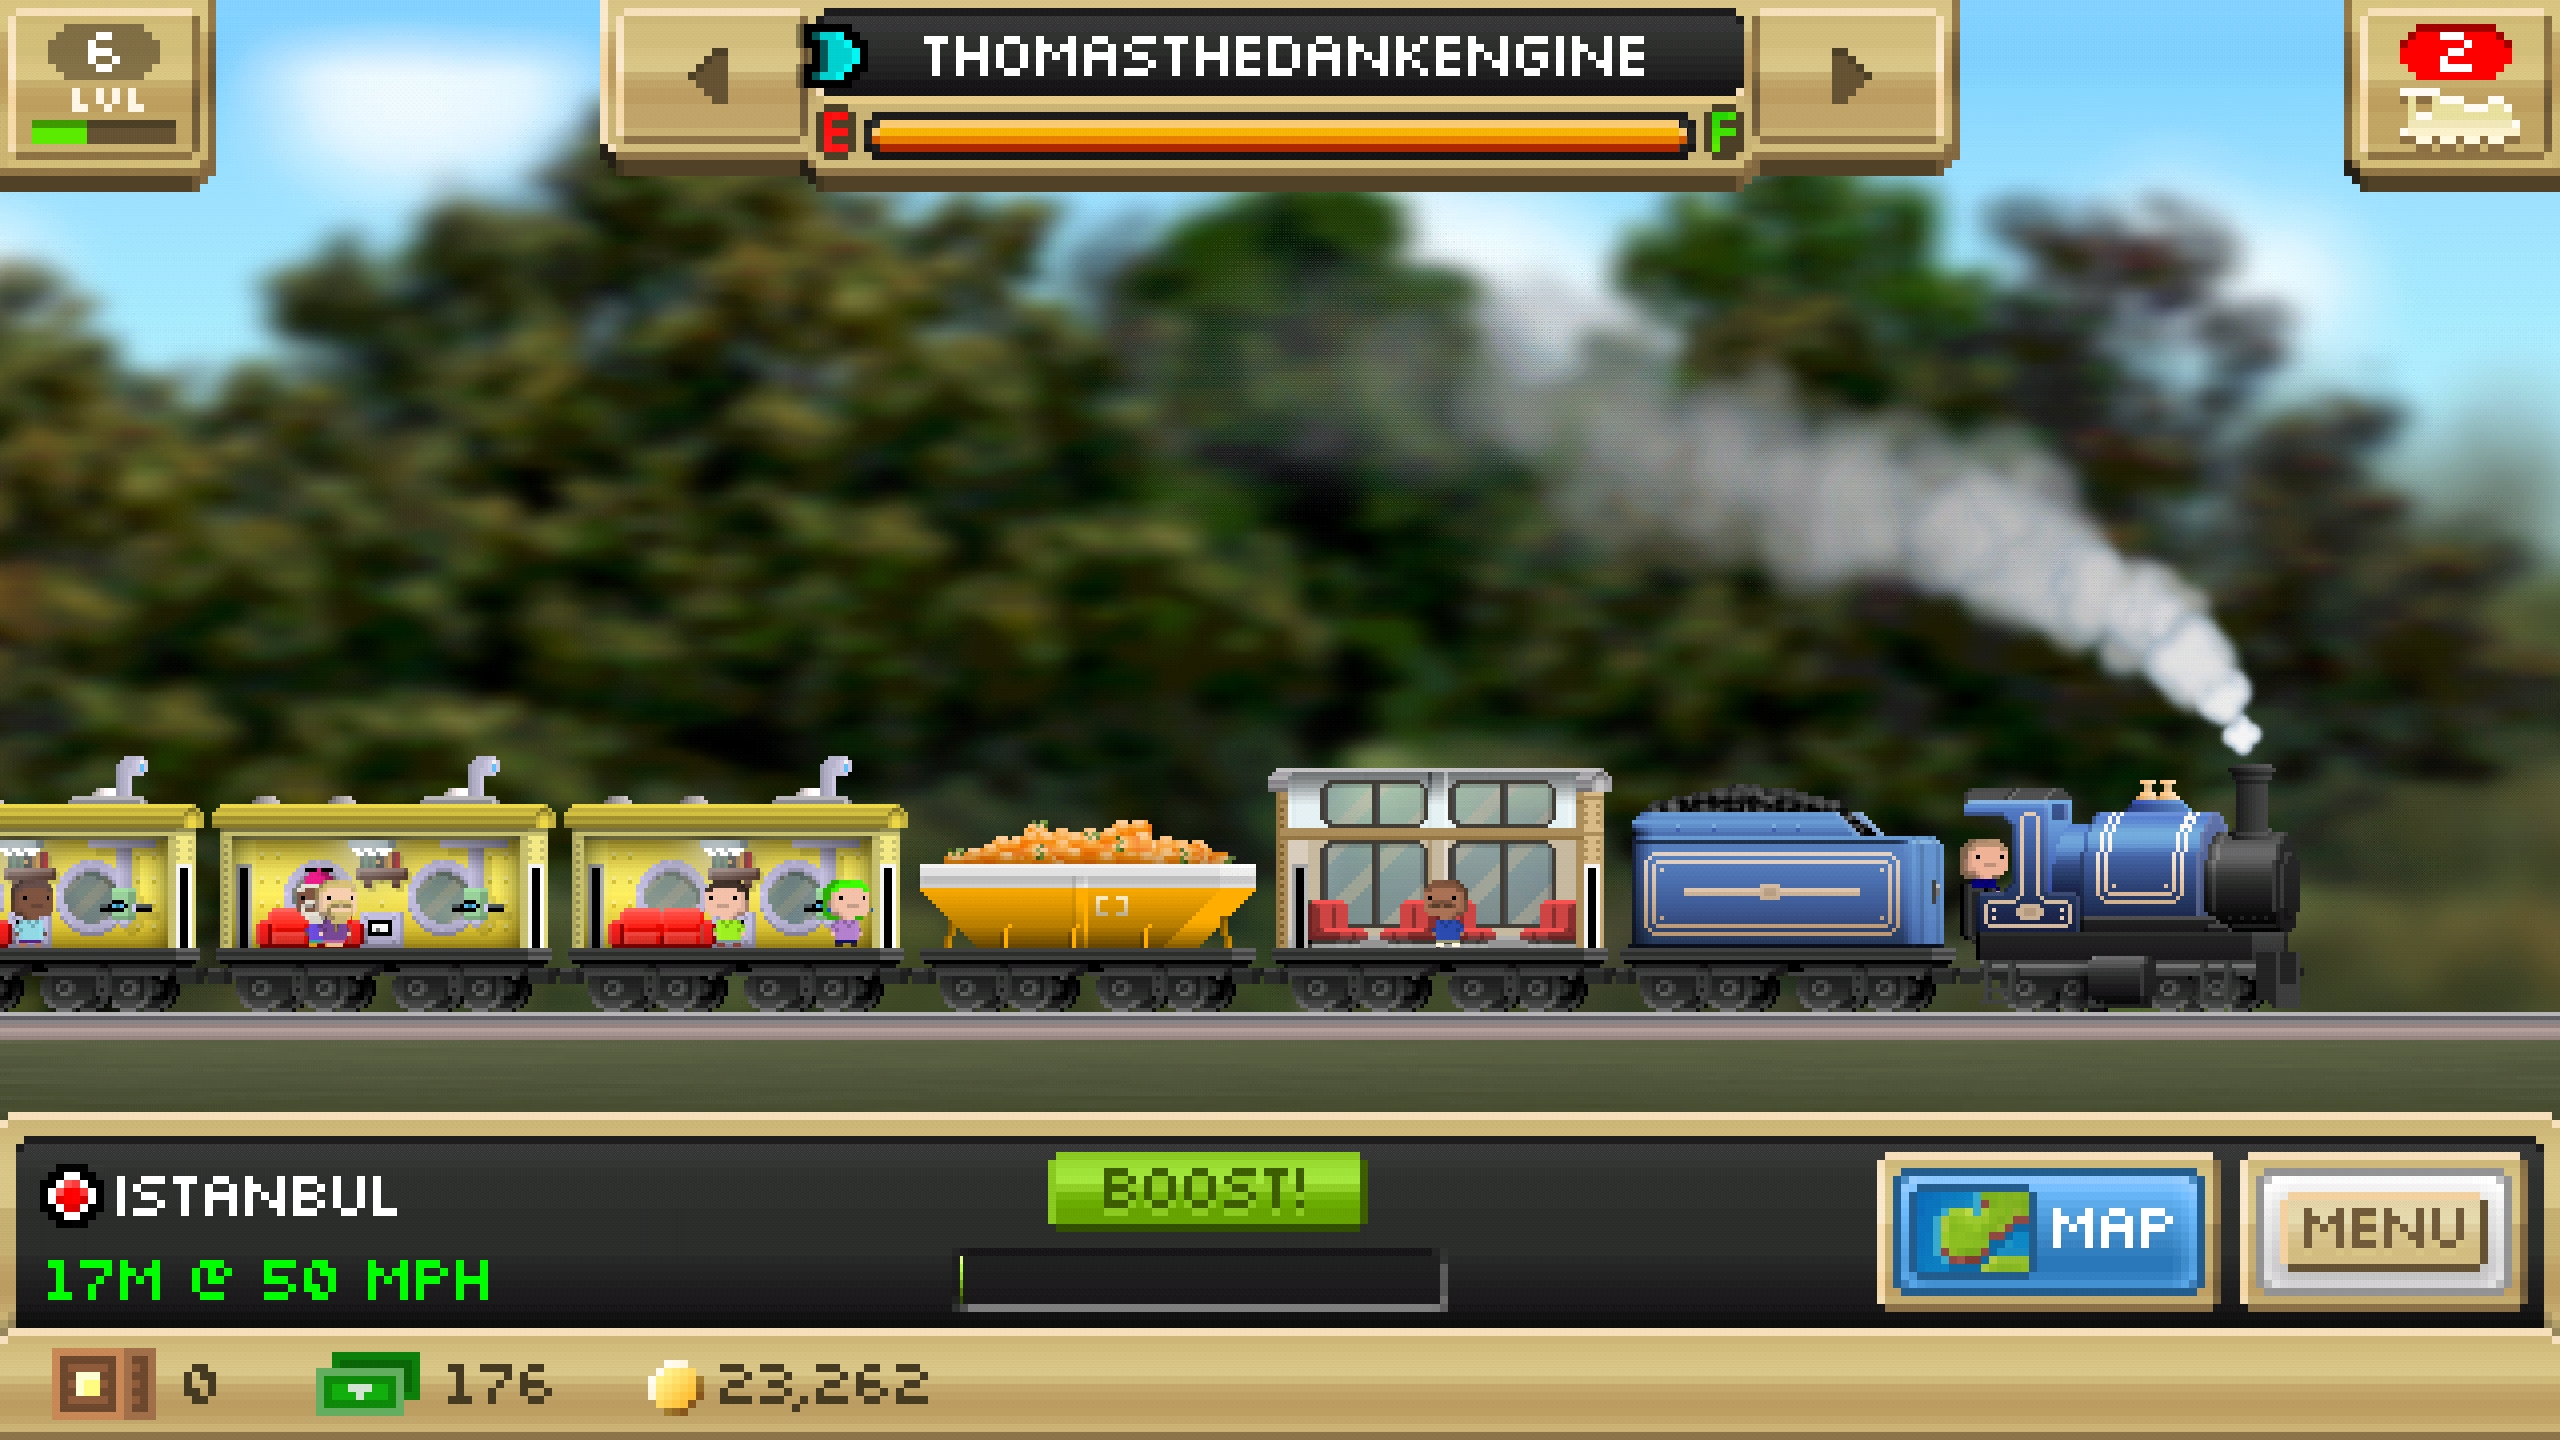 6
LVL
THOMASTHEDANKENGINE
E F
2
ISTANBUL
17M @ 50 MPH
BOOST!
MAP
MENU
0 176 23,262